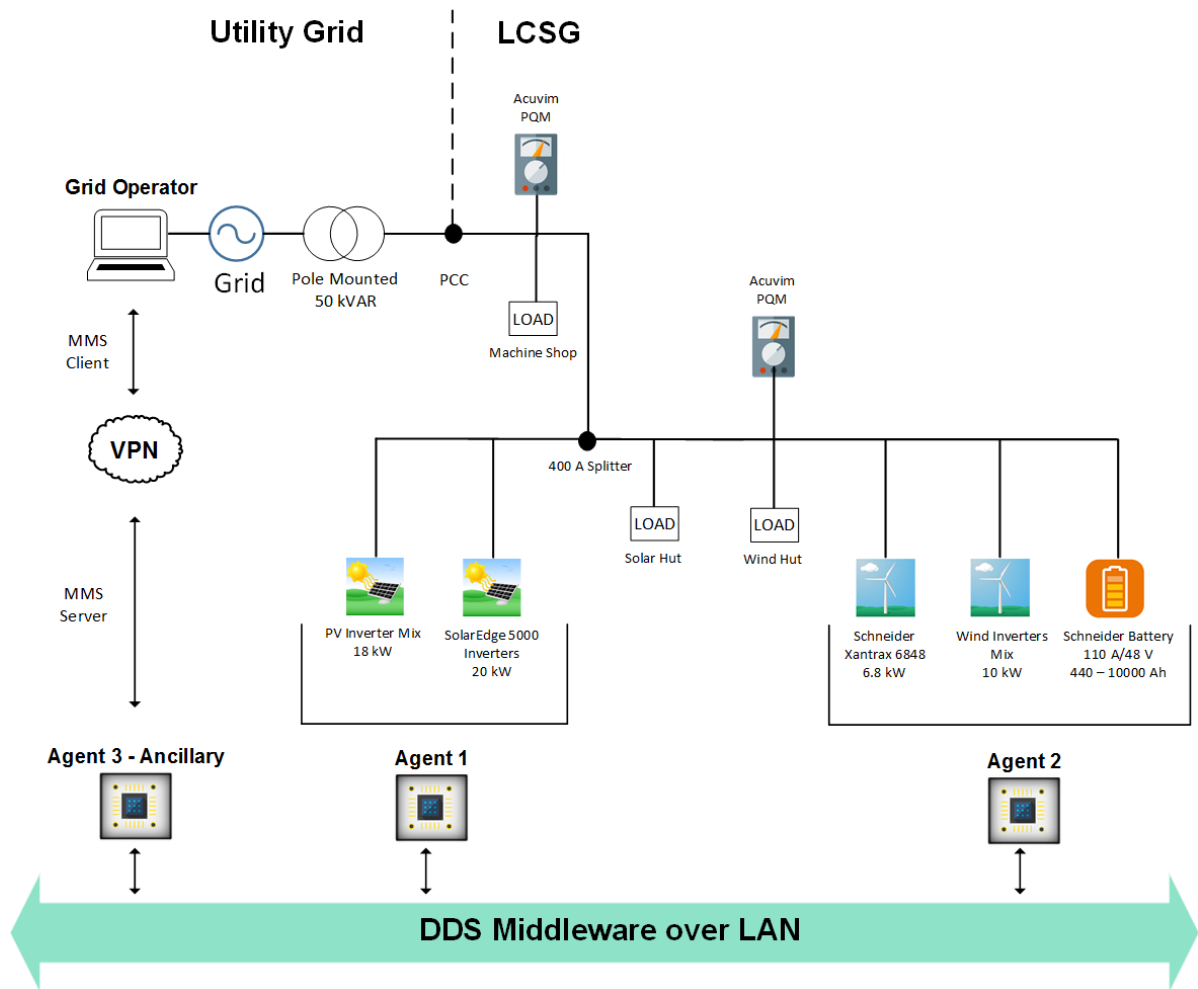 Utility Grid
LCSG
Acuvim
PQM
Grid Operator
Grid
Pole Mounted
50 kVAR
PCC
LOAD
Machine Shop
Acuvim
PQM
MMS
Client
VPN
400 A Splitter
LOAD
Solar Hut
LOAD
Wind Hut
MMS
Server
PV Inverter Mix
18 kW
SolarEdge 5000
Inverters
20 kW
Schneider
Xantrax 6848
6.8 kW
Wind Inverters
Mix
10 kW
Schneider Battery
110 A/48 V
440 – 10000 Ah
Agent 3 - Ancillary
Agent 1
Agent 2
DDS Middleware over LAN